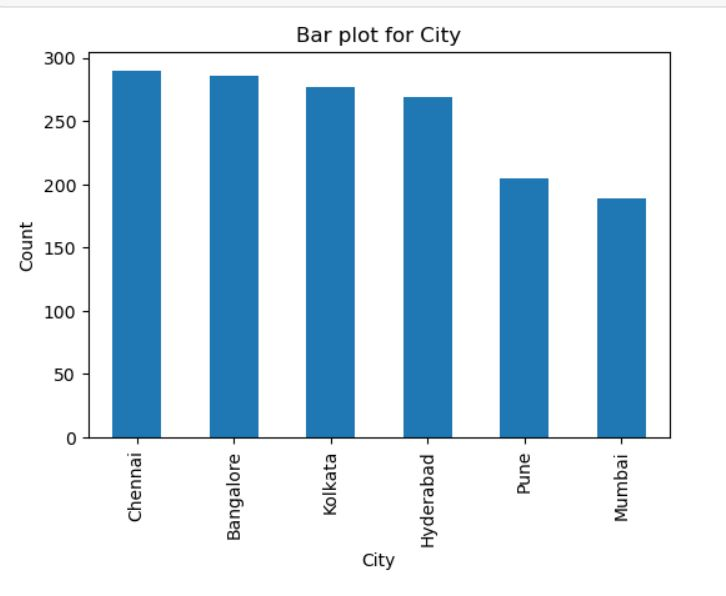 Bar plot for City
300
250
200
150
100
50
0
Count
Chennai
Bangalore
Kolkata
Hyderabad
Pune
Mumbai
City